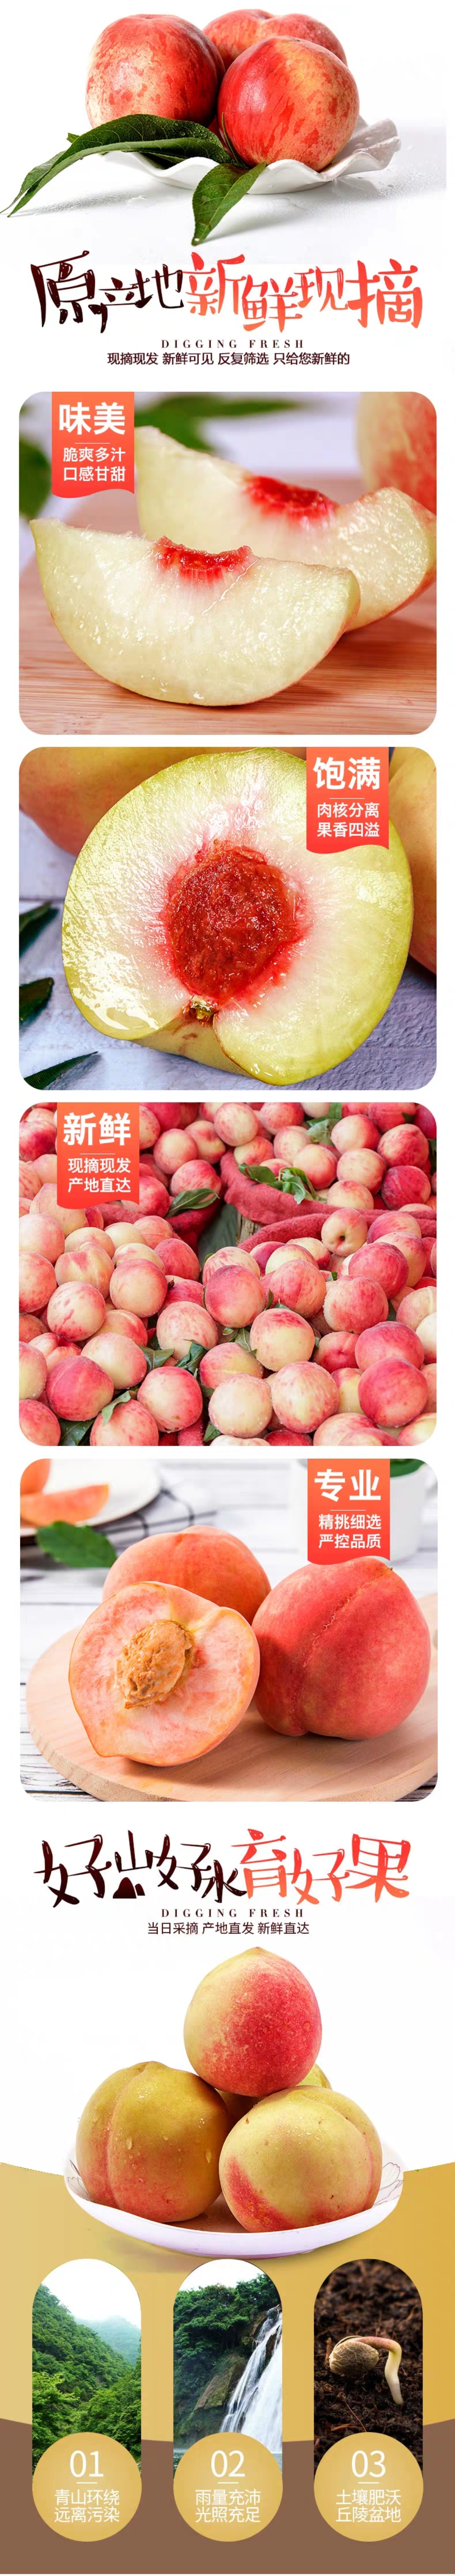 原产地新鲜现摘
DIGGING FRESH
现摘现发 新鲜可见 反复筛选 只给您新鲜的
味美
脆爽多汁
口感甘甜
饱满
肉核分离
果香四溢
新鲜
现摘现发
产地直达
专业
精挑细选
严控品质
好山好水育好果
DIGGING FRESH
当日采摘 产地直发 新鲜直达
01
青山环绕
远离污染
02
雨量充沛
光照充足
03
土壤肥沃
丘陵盆地